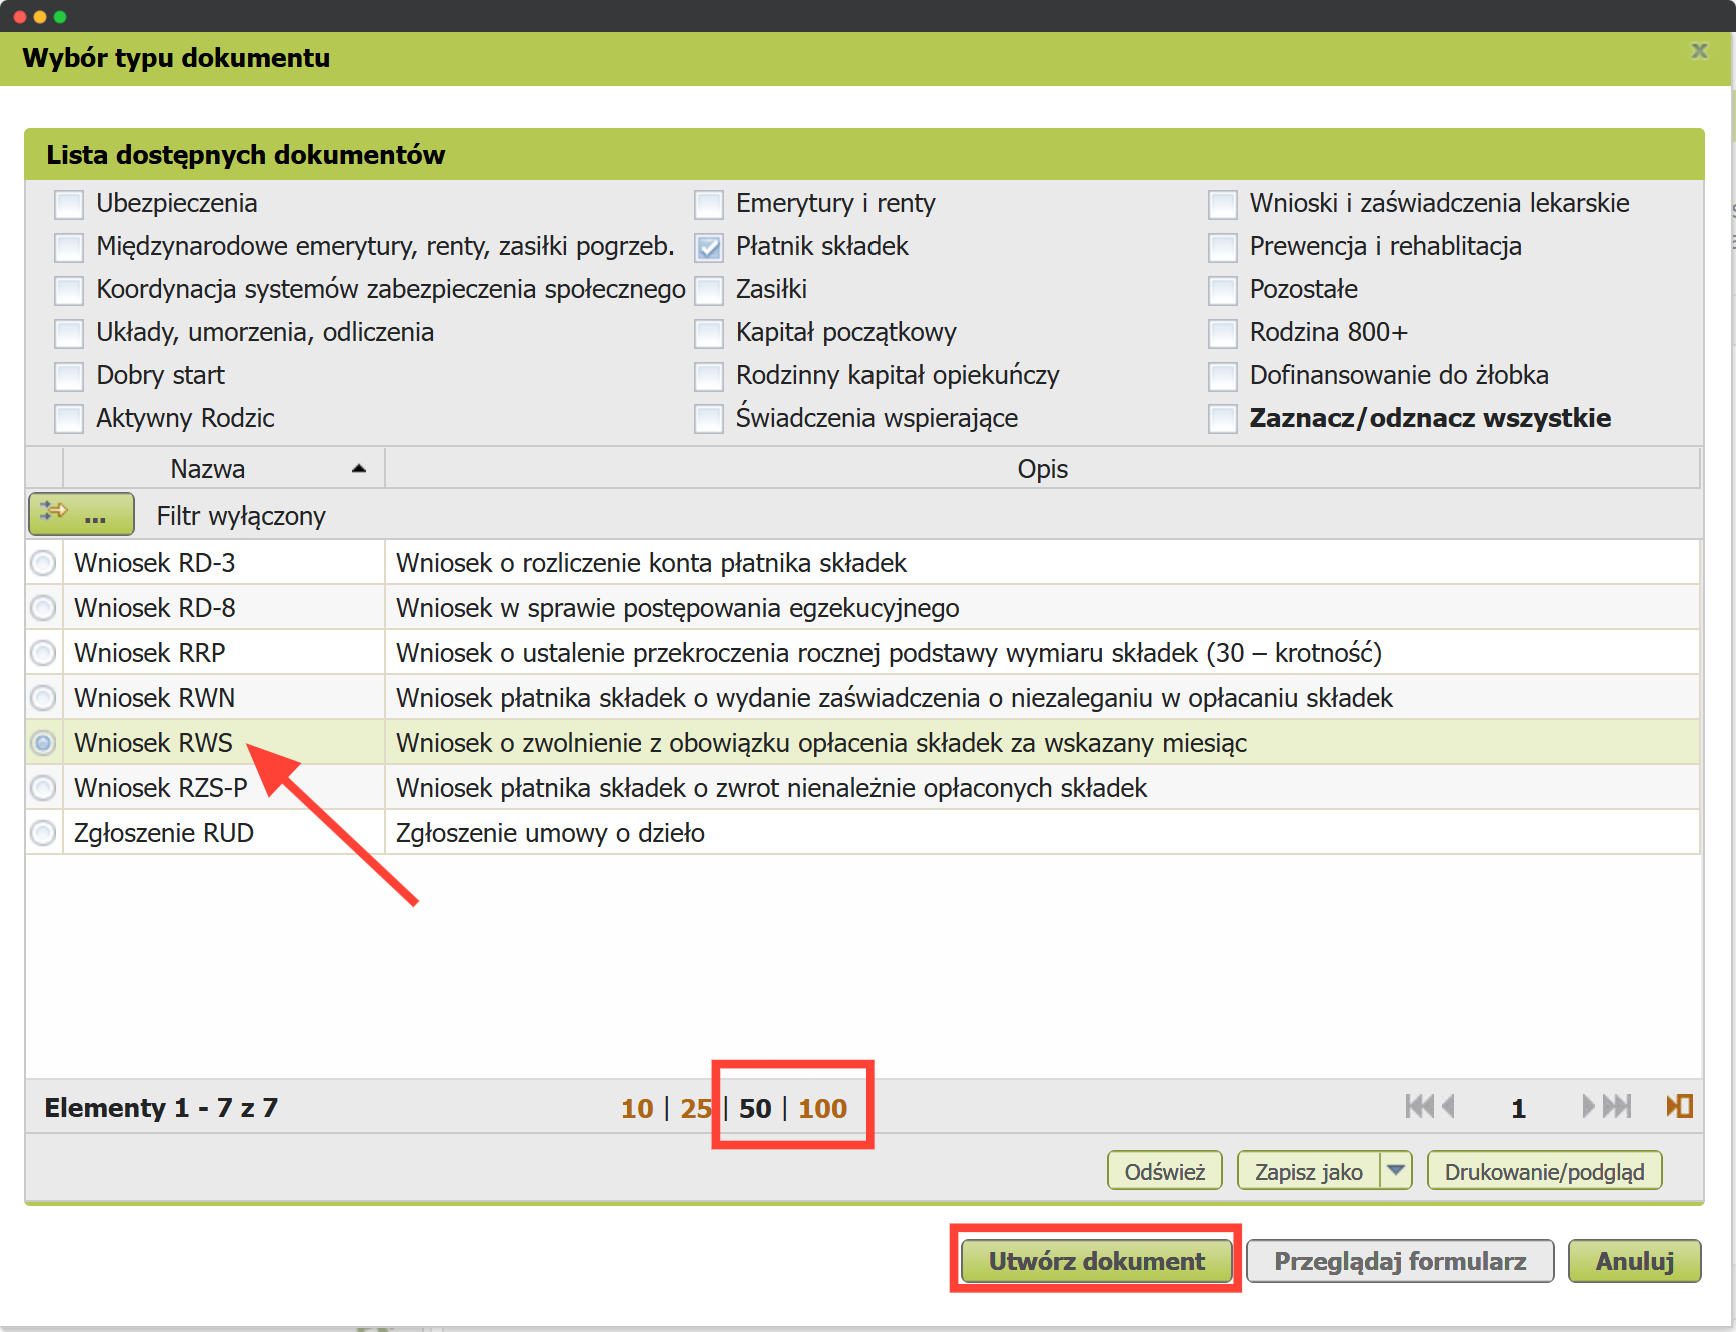 Wybór typu dokumentu
x
Lista dostępnych dokumentów
Ubezpieczenia
Emerytury i renty
Wnioski i zaświadczenia lekarskie
Międzynarodowe emerytury, renty, zasiłki pogrzeb.
Płatnik składek
Prewencja i rehablitacja
Koordynacja systemów zabezpieczenia społecznego
Zasiłki
Pozostałe
Układy, umorzenia, odliczenia
Kapitał początkowy
Rodzina 800+
Dobry start
Rodzinny kapitał opiekuńczy
Dofinansowanie do żłobka
Aktywny Rodzic
Świadczenia wspierające
Zaznacz/odznacz wszystkie
Nazwa Opis
... Filtr wyłączony
Wniosek RD-3 Wniosek o rozliczenie konta płatnika składek
Wniosek RD-8 Wniosek w sprawie postępowania egzekucyjnego
Wniosek RRP Wniosek o ustalenie przekroczenia rocznej podstawy wymiaru składek (30 – krotność)
Wniosek RWN Wniosek płatnika składek o wydanie zaświadczenia o niezaleganiu w opłacaniu składek
Wniosek RWS Wniosek o zwolnienie z obowiązku opłacenia składek za wskazany miesiąc
Wniosek RZS-P Wniosek płatnika składek o zwrot nienależnie opłaconych składek
Zgłoszenie RUD Zgłoszenie umowy o dzieło
Elementy 1 - 7 z 7 10 | 25 | 50 | 100 1
Odśwież Zapisz jako Drukowanie/podgląd
Utwórz dokument Przeglądaj formularz Anuluj